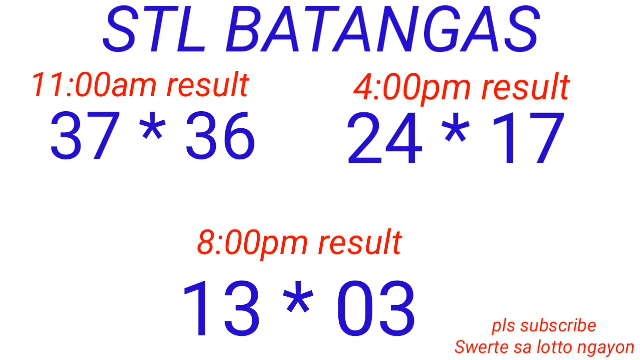 STL BATANGAS
11:00am result
37 * 36
4:00pm result
24 * 17
8:00pm result
13 * 03
pls subscribe
Swerte sa lotto ngayon